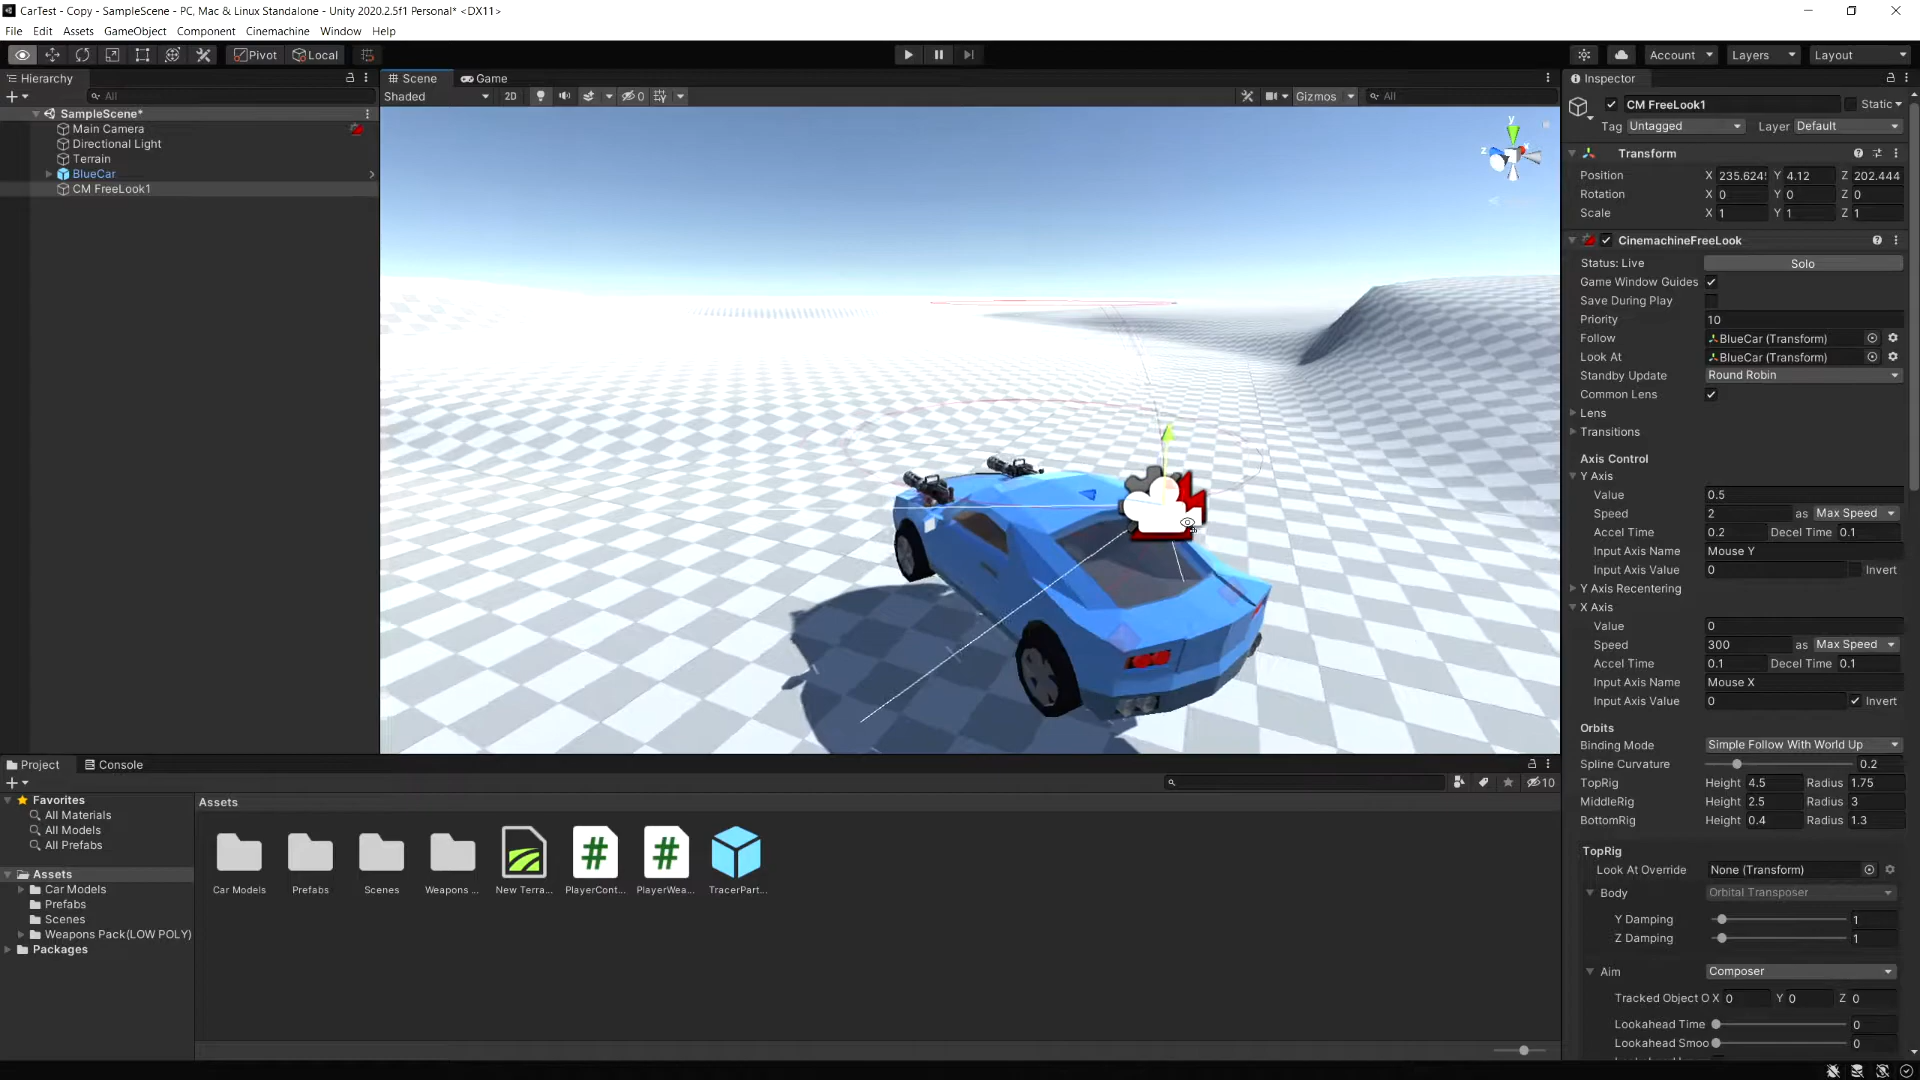 CarTest - Copy - SampleScene - PC, Mac & Linux Standalone - Unity 2020.2.5f1 Personal* <DX11>
File Edit Assets GameObject Component Cinemachine Window Help
Pivot Local Account Layers Layout
Hierarchy
All
SampleScene*
Main Camera
Directional Light
Terrain
BlueCar
CM FreeLook1
Scene Game
Shaded 2D 0 Gizmos All
y
z x
Inspector
CM FreeLook1 Static
Tag Untagged Layer Default
Transform
Position X 235.624 Y 4.12 Z 202.444
Rotation X 0 Y 0 Z 0
Scale X 1 Y 1 Z 1
CinemachineFreeLook
Status: Live Solo
Game Window Guides
Save During Play
Priority 10
Follow BlueCar (Transform)
Look At BlueCar (Transform)
Standby Update Round Robin
Common Lens
Lens
Transitions
Axis Control
Y Axis
Value 0.5
Speed 2 as Max Speed
Accel Time 0.2 Decel Time 0.1
Input Axis Name Mouse Y
Input Axis Value 0 Invert
Y Axis Recentering
X Axis
Value 0
Speed 300 as Max Speed
Accel Time 0.1 Decel Time 0.1
Input Axis Name Mouse X
Input Axis Value 0 Invert
Orbits
Binding Mode Simple Follow With World Up
Spline Curvature 0.2
TopRig Height 4.5 Radius 1.75
MiddleRig Height 2.5 Radius 3
BottomRig Height 0.4 Radius 1.3
TopRig
Look At Override None (Transform)
Body Orbital Transposer
Y Damping 1
Z Damping 1
Aim Composer
Tracked Object O X 0 Y 0 Z 0
Lookahead Time 0
Lookahead Smoo 0
Project Console
10
Favorites
All Materials
All Models
All Prefabs
Assets
Car Models
Prefabs
Scenes
Weapons Pack(LOW POLY)
Packages
Assets
Car Models Prefabs Scenes Weapons ... New Terra... PlayerCont... PlayerWea... TracerPart...